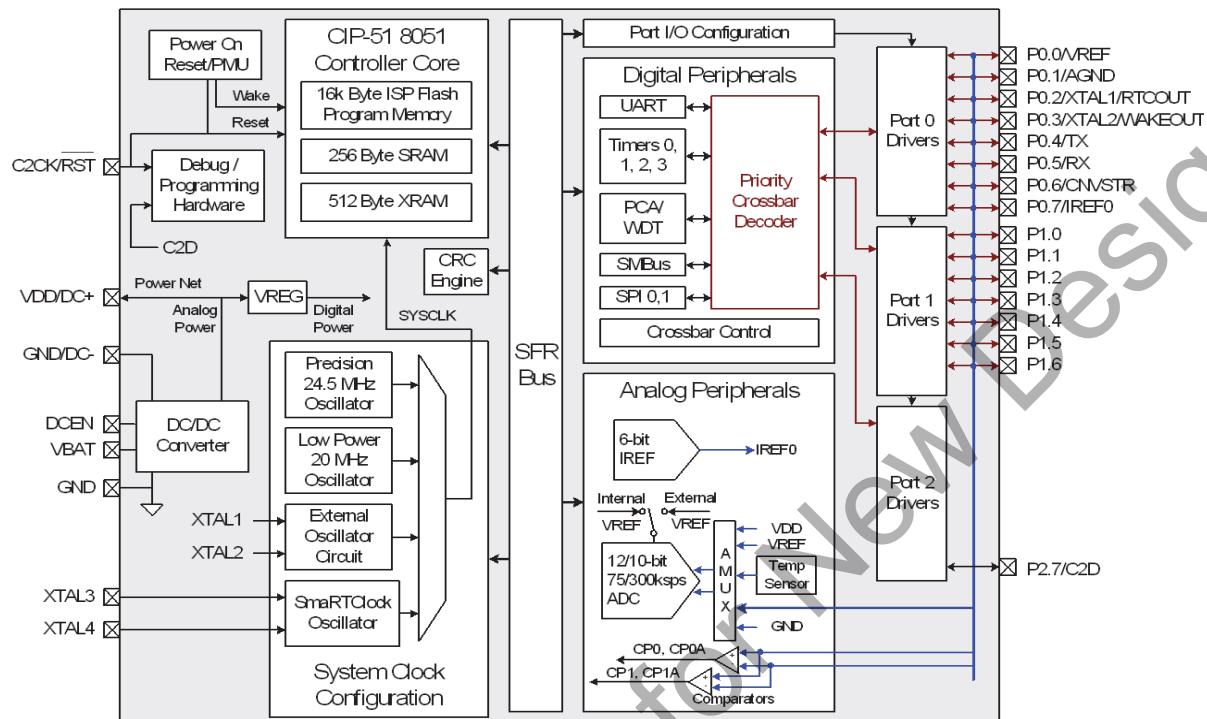 Power On
Reset/PMU
Wake
Reset
C2CK/RST
Debug /
Programming
Hardware
C2D
CIP-51 8051
Controller Core
16k Byte ISP Flash
Program Memory
256 Byte SRAM
512 Byte XRAM
CRC
Engine
VDD/DC+
Power Net
Analog
Power
VREG
Digital
Power
SYSCLK
GND/DC-
DCEN
VBAT
GND
DC/DC
Converter
Precision
24.5 MHz
Oscillator
Low Power
20 MHz
Oscillator
XTAL1
XTAL2
External
Oscillator
Circuit
XTAL3
XTAL4
SmaRTClock
Oscillator
System Clock
Configuration
SFR
Bus
Port I/O Configuration
Digital Peripherals
UART
Timers 0,
1, 2, 3
PCA/
WDT
SMBus
SPI 0,1
Priority
Crossbar
Decoder
Crossbar Control
Analog Peripherals
6-bit
IREF
IREF0
Internal
External
VREF
VREF
12/10-bit
75/300ksps
ADC
A
M
U
X
VDD
VREF
Temp
Sensor
GND
CP0, CP0A
+
-
CP1, CP1A
+
-
Comparators
Port 0
Drivers
Port 1
Drivers
Port 2
Drivers
P0.0/VREF
P0.1/AGND
P0.2/XTAL1/RTCOUT
P0.3/XTAL2/WAKEOUT
P0.4/TX
P0.5/RX
P0.6/CNVSTR
P0.7/IREF0
P1.0
P1.1
P1.2
P1.3
P1.4
P1.5
P1.6
P2.7/C2D
for New Desig